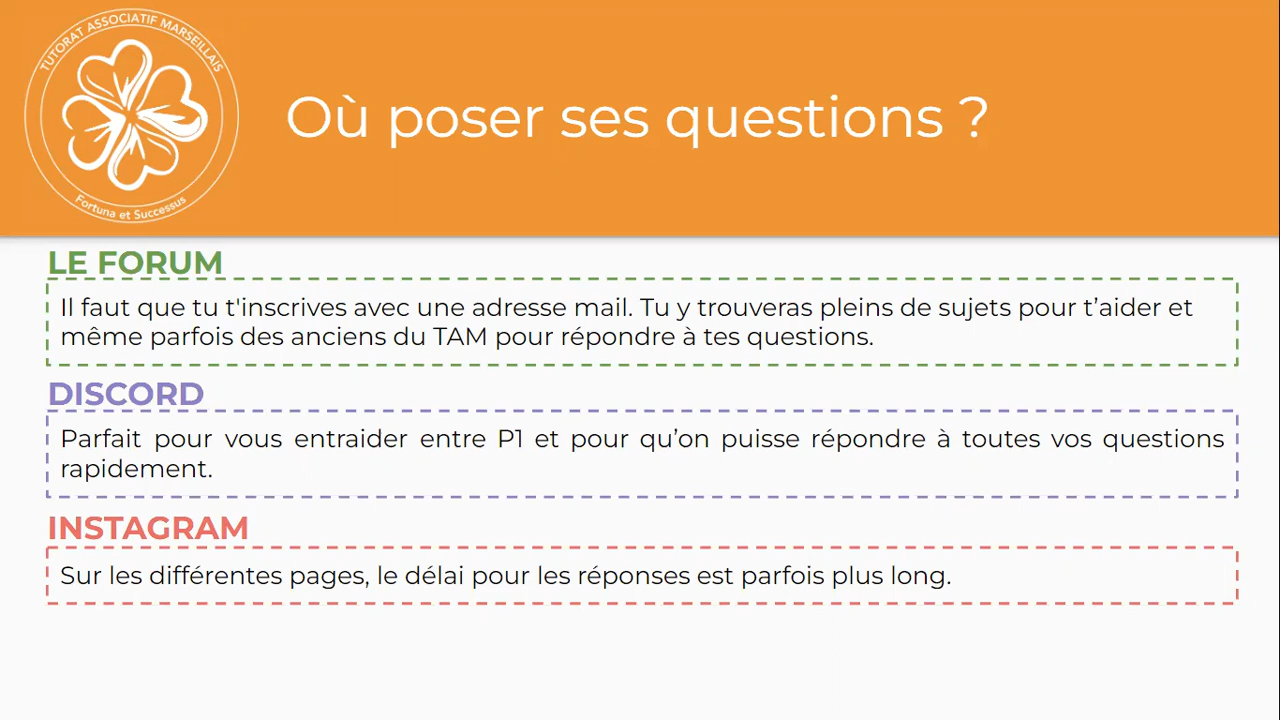 TUTORAT ASSOCIATIF MARSEILLAIS
Fortuna et Successus
Où poser ses questions ?
LE FORUM
Il faut que tu t'inscrives avec une adresse mail. Tu y trouveras pleins de sujets pour t’aider et
même parfois des anciens du TAM pour répondre à tes questions.
DISCORD
Parfait pour vous entraider entre P1 et pour qu’on puisse répondre à toutes vos questions
rapidement.
INSTAGRAM
Sur les différentes pages, le délai pour les réponses est parfois plus long.